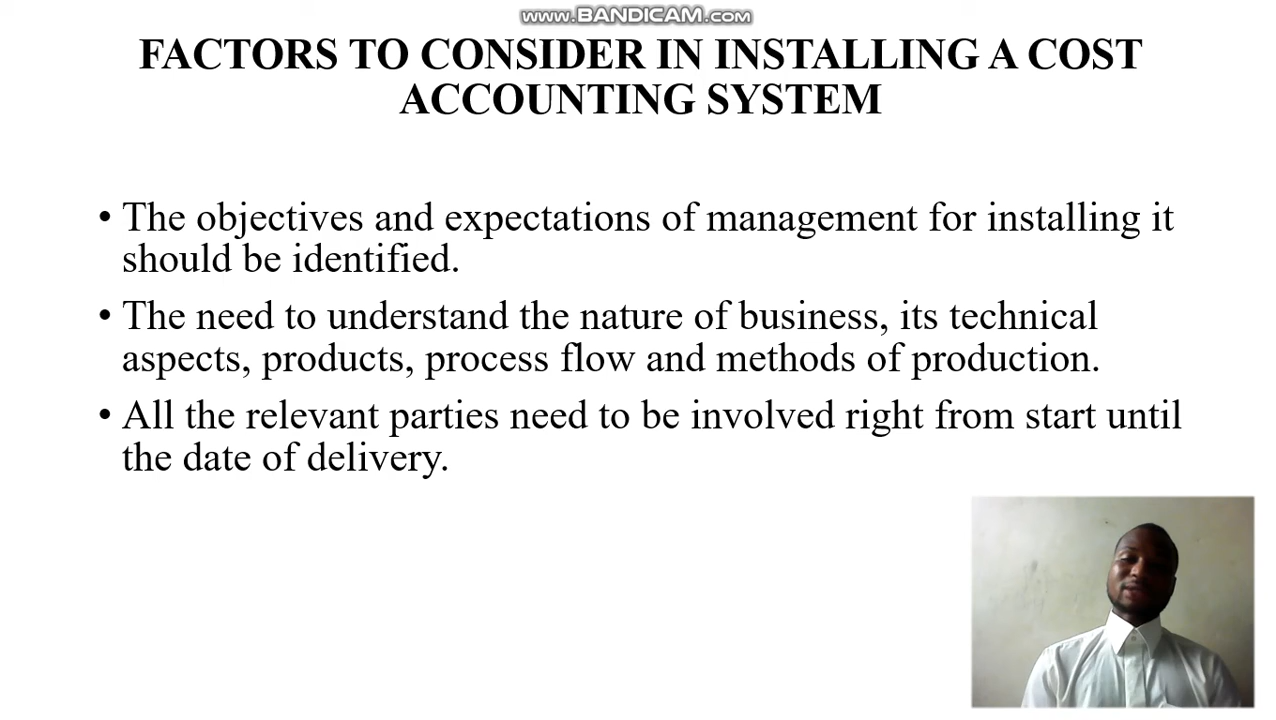 www.BANDICAM.com
FACTORS TO CONSIDER IN INSTALLING A COST
ACCOUNTING SYSTEM
• The objectives and expectations of management for installing it
should be identified.
• The need to understand the nature of business, its technical
aspects, products, process flow and methods of production.
• All the relevant parties need to be involved right from start until
the date of delivery.